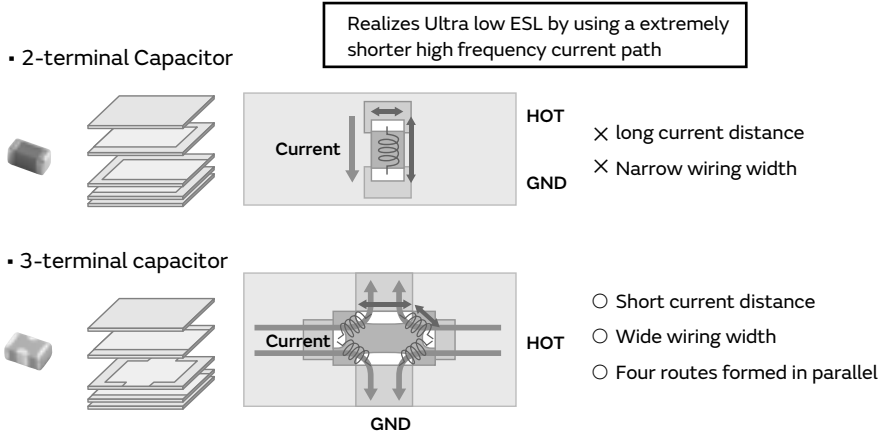 Realizes Ultra low ESL by using a extremely
shorter high frequency current path
▪ 2-terminal Capacitor
Current
HOT
GND
× long current distance
× Narrow wiring width
▪ 3-terminal capacitor
Current
HOT
GND
○ Short current distance
○ Wide wiring width
○ Four routes formed in parallel